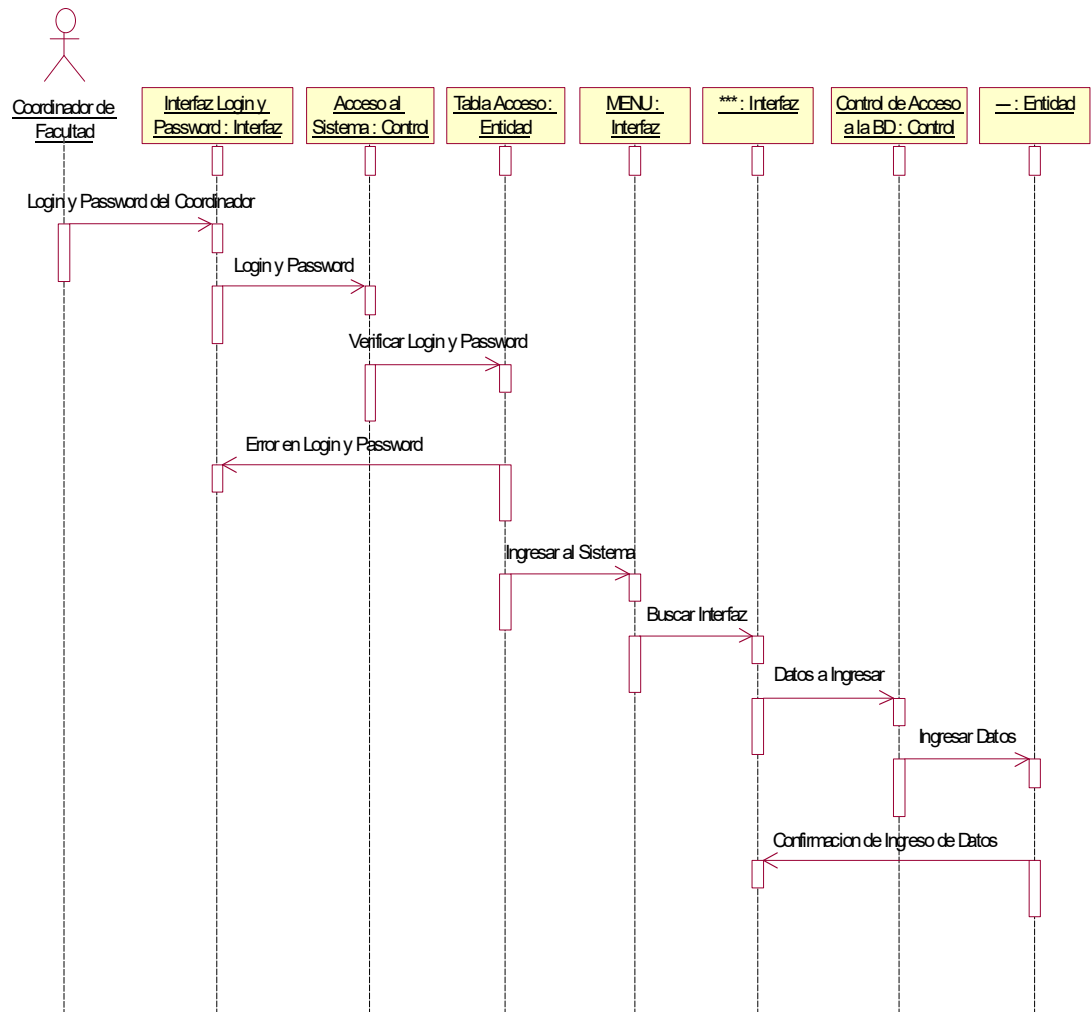 Coordinador de
Facultad
Interfaz Login y
Password : Interfaz
Acceso al
Sistema : Control
Tabla Acceso :
Entidad
MENU :
Interfaz
*** : Interfaz
Control de Acceso
a la BD : Control
--- : Entidad
Login y Password del Coordinador
Login y Password
Verificar Login y Password
Error en Login y Password
Ingresar al Sistema
Buscar Interfaz
Datos a Ingresar
Ingresar Datos
Confirmacion de Ingreso de Datos